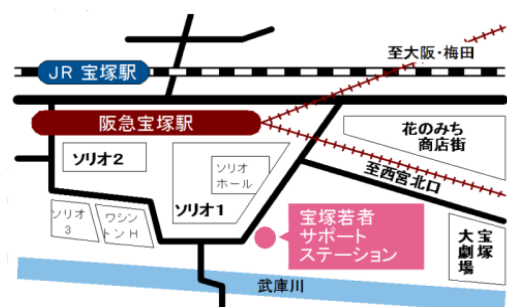 至大阪・梅田
JR 宝塚駅
阪急宝塚駅
花のみち
商店街
ソリオ2
ソリオ
ホール
至西宮北口
ソリオ1
ソリオ
3
ワシン
トンH
宝塚若者
サポート
ステーション
宝塚
大劇場
武庫川